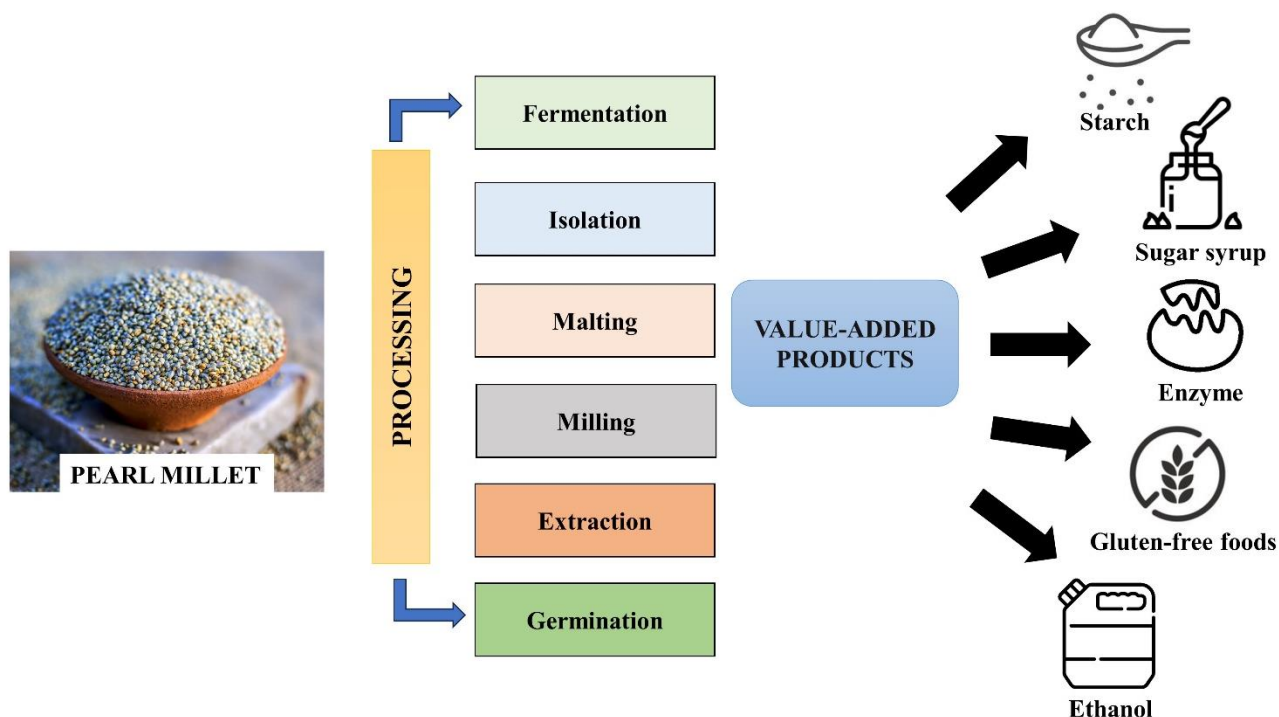 PEARL MILLET
PROCESSING
Fermentation
Isolation
Malting
Milling
Extraction
Germination
VALUE-ADDED
PRODUCTS
Starch
Sugar syrup
Enzyme
Gluten-free foods
Ethanol